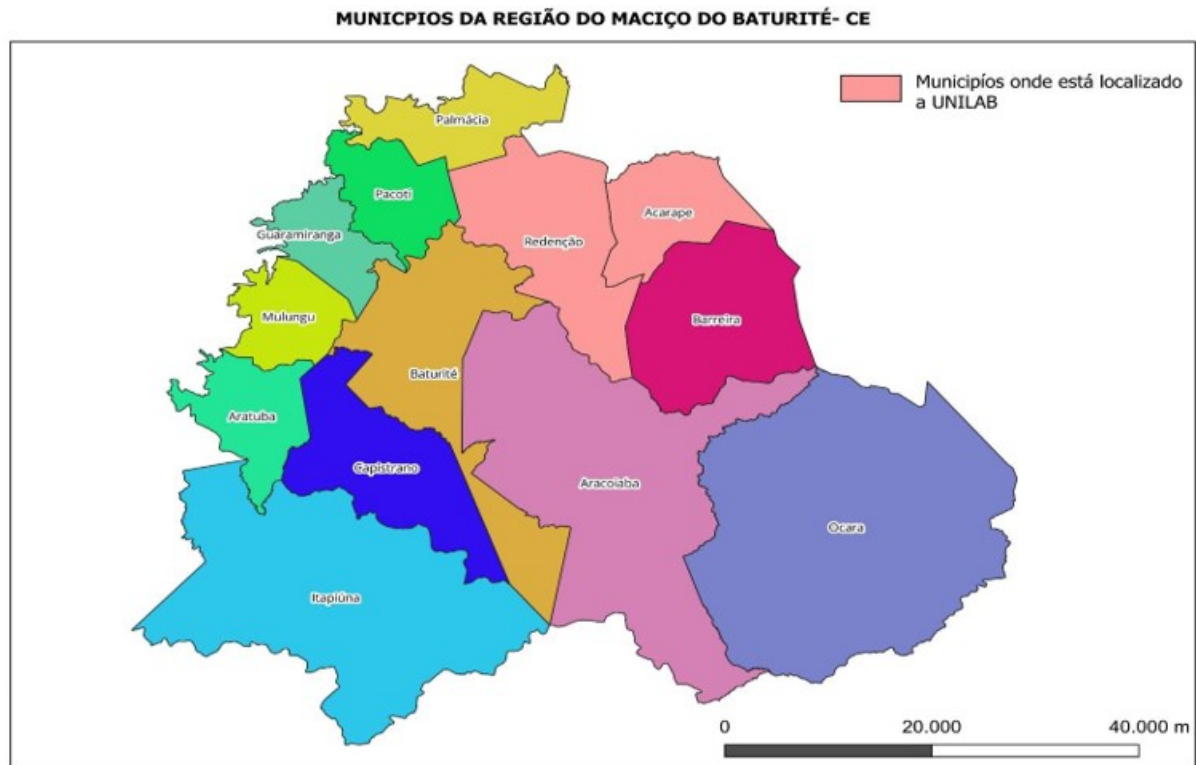 MUNICPIOS DA REGIÃO DO MACIÇO DO BATURITÉ- CE
Municipíos onde está localizado
a UNILAB
Palmácia
Pacoti
Acarape
Guaramiranga
Redenção
Mulungu
Barreira
Baturité
Aratuba
Capistrano
Aracoiaba
Ocara
Itapiúna
0 20.000 40.000 m